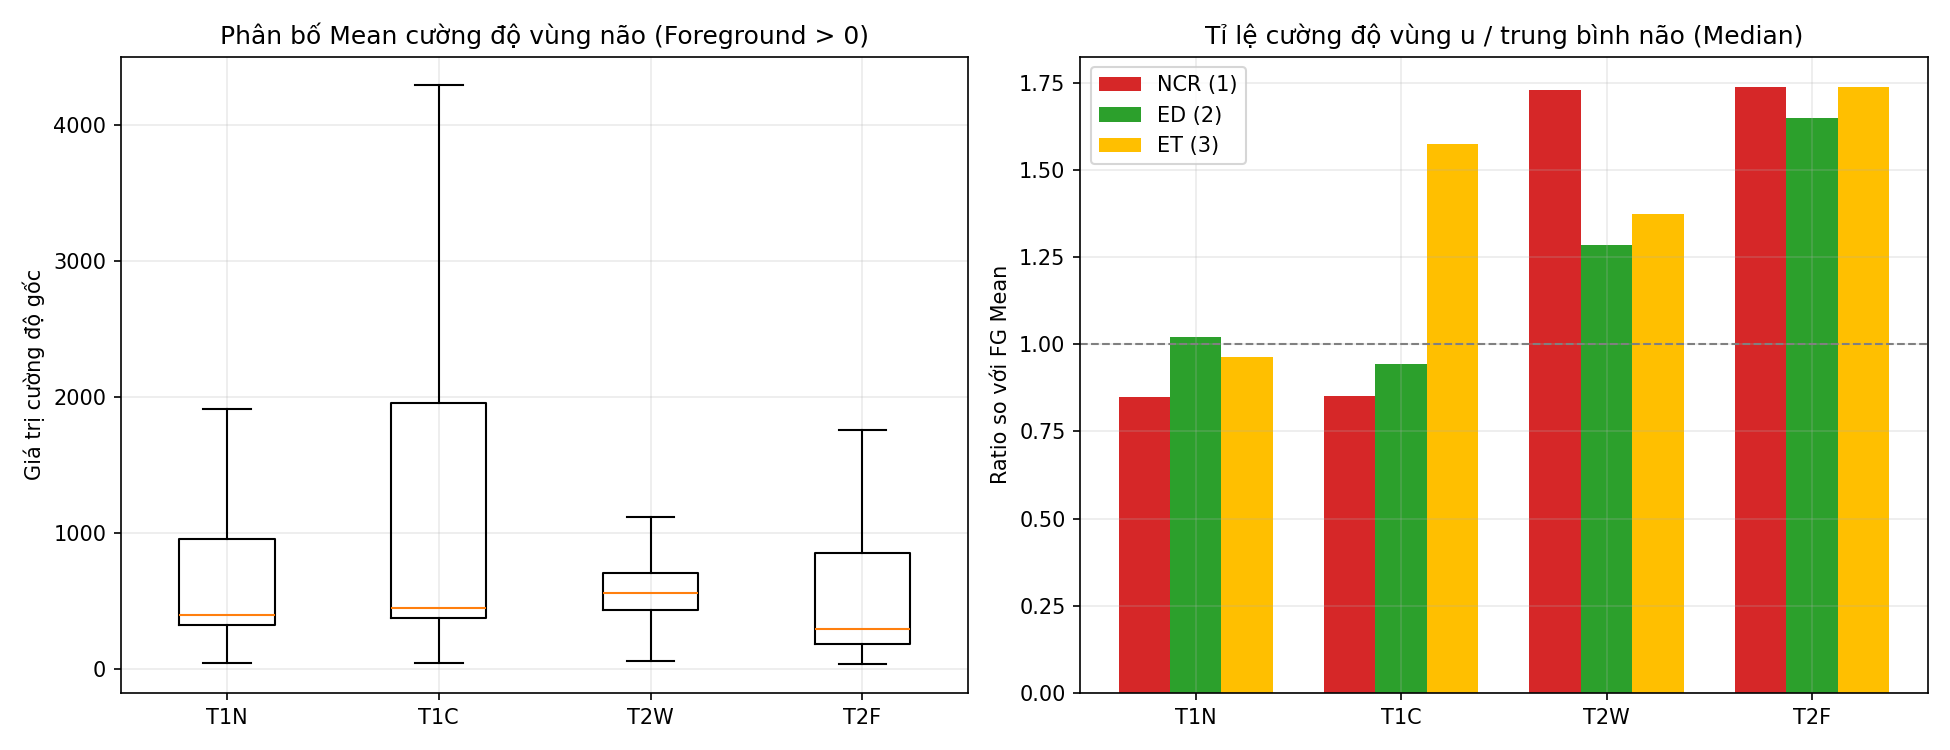 Phân bố Mean cường độ vùng não (Foreground > 0)
Giá trị cường độ gốc
4000
3000
2000
1000
0
T1N
T1C
T2W
T2F
Tỉ lệ cường độ vùng u / trung bình não (Median)
Ratio so với FG Mean
NCR (1)
ED (2)
ET (3)
1.75
1.50
1.25
1.00
0.75
0.50
0.25
0.00
T1N
T1C
T2W
T2F